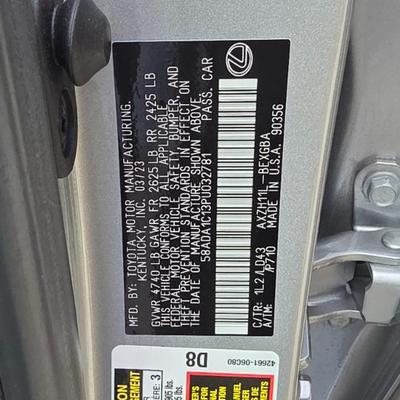 MFD. BY: TOYOTA MOTOR MANUFACTURING.
KENTUCKY, INC. 03/23
GVWR 4740 LB GAWR FR 2625 LB RR 2425 LB
THIS VEHICLE CONFORMS TO ALL APPLICABLE
FEDERAL MOTOR VEHICLE SAFETY, BUMPER, AND
THEFT PREVENTION STANDARDS IN EFFECT ON
THE DATE OF MANUFACTURE SHOWN ABOVE.
58ADA1C13PU032781 PASS. CAR
C/TR: 1L2/LD43 AXZH11L-BEXGBA
A/TM: /P710 MADE IN U.S.A. 90356
42661-06C80
D8